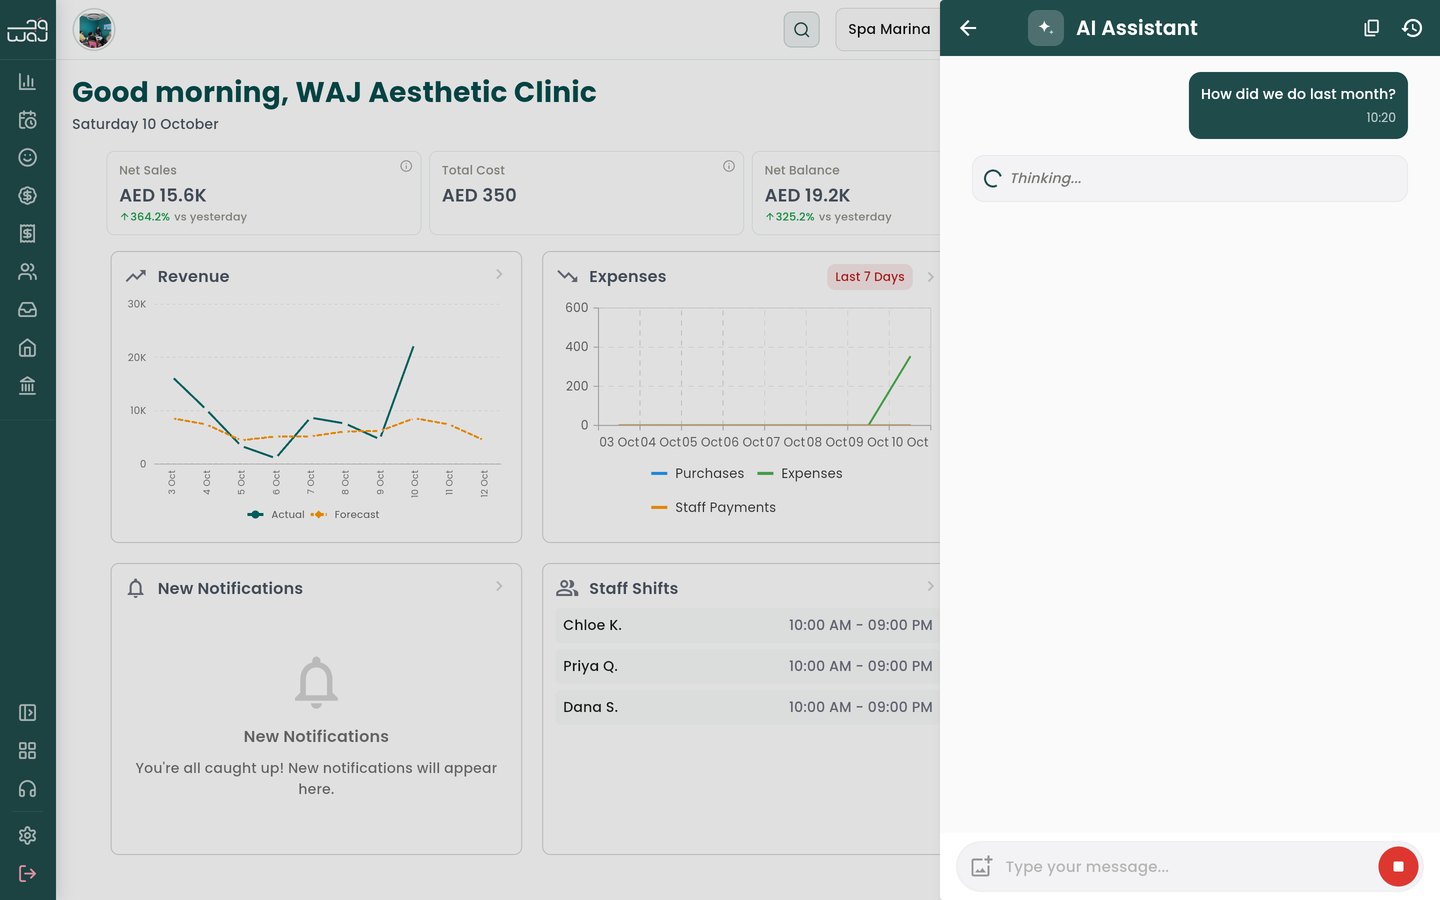 waj
Spa Marina
Good morning, WAJ Aesthetic Clinic
Saturday 10 October
Net Sales
AED 15.6K
↑364.2% vs yesterday
Total Cost
AED 350
Net Balance
AED 19.2K
↑325.2% vs yesterday
Revenue
30K
20K
10K
0
3 Oct
4 Oct
5 Oct
6 Oct
7 Oct
8 Oct
9 Oct
10 Oct
11 Oct
12 Oct
Actual
Forecast
Expenses
Last 7 Days
600
400
200
0
03 Oct
04 Oct
05 Oct
06 Oct
07 Oct
08 Oct
09 Oct
10 Oct
Purchases
Expenses
Staff Payments
New Notifications
New Notifications
You're all caught up! New notifications will appear
here.
Staff Shifts
Chloe K.
10:00 AM - 09:00 PM
Priya Q.
10:00 AM - 09:00 PM
Dana S.
10:00 AM - 09:00 PM
AI Assistant
How did we do last month?
10:20
Thinking...
Type your message...